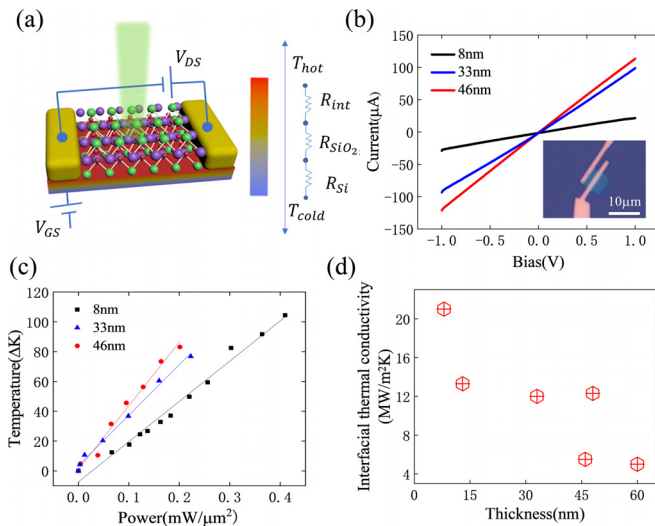 (a)
V_DS
T_hot
R_int
R_SiO2:
R_Si
T_cold
V_GS
(b)
8nm
33nm
46nm
Current(μA)
150
100
50
0
-50
-100
-150
10μm
-1.0 -0.5 0.0 0.5 1.0
Bias(V)
(c)
Temperature(ΔK)
120
100
80
60
40
20
0
8nm
33nm
46nm
0.0 0.1 0.2 0.3 0.4
Power(mW/μm²)
(d)
Interfacial thermal conductivity
(MW/m²K)
20
16
12
8
4
0 15 30 45 60
Thickness(nm)